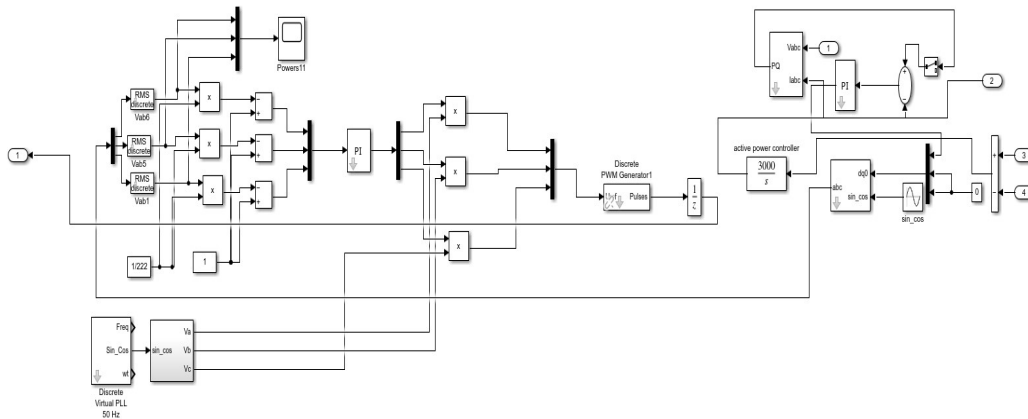 Powers11
RMS
discrete
Vab6
RMS
discrete
Vab5
RMS
discrete
Vab1
x
x
x
1
1/222
1
PI
x
x
x
Discrete
PWM Generator1
Pulses
1
z
Freq
Sin_Cos
wt
Discrete
Virtual PLL
50 Hz
sin_cos
Va
Vb
Vc
PQ
Vabc
Iabc
1
PI
2
active power controller
3000
s
abc
dq0
sin_cos
sin_cos
0
3
4